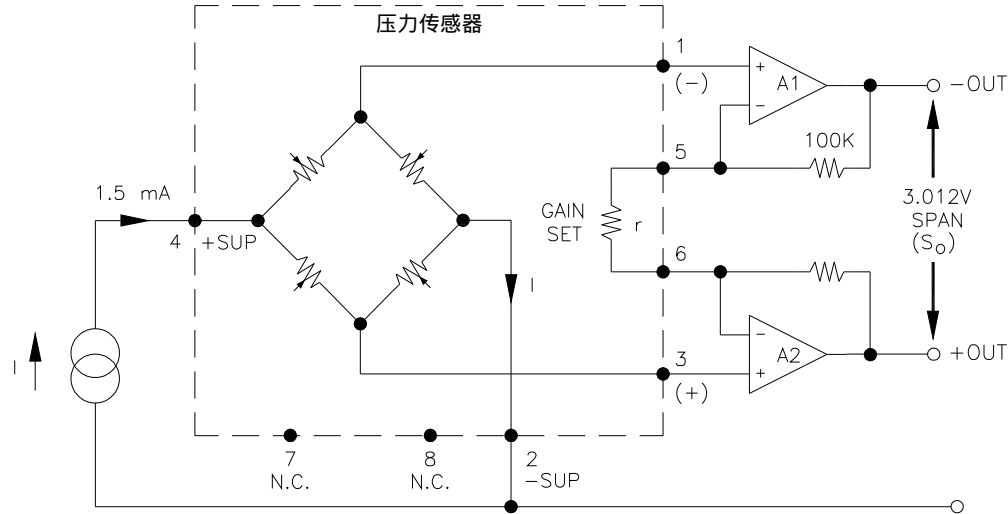 压力传感器
1
(-)
+
A1
-
-OUT
5
100K
1.5 mA
GAIN
SET
r
3.012V
SPAN
(So)
4
+SUP
6
I
I
-
A2
+
+OUT
3
(+)
7
N.C.
8
N.C.
2
-SUP